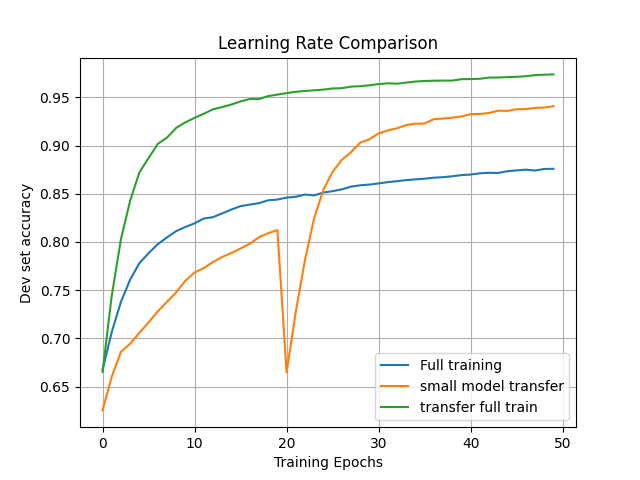 Learning Rate Comparison
Dev set accuracy
0.95
0.90
0.85
0.80
0.75
0.70
0.65
Full training
small model transfer
transfer full train
0 10 20 30 40 50
Training Epochs